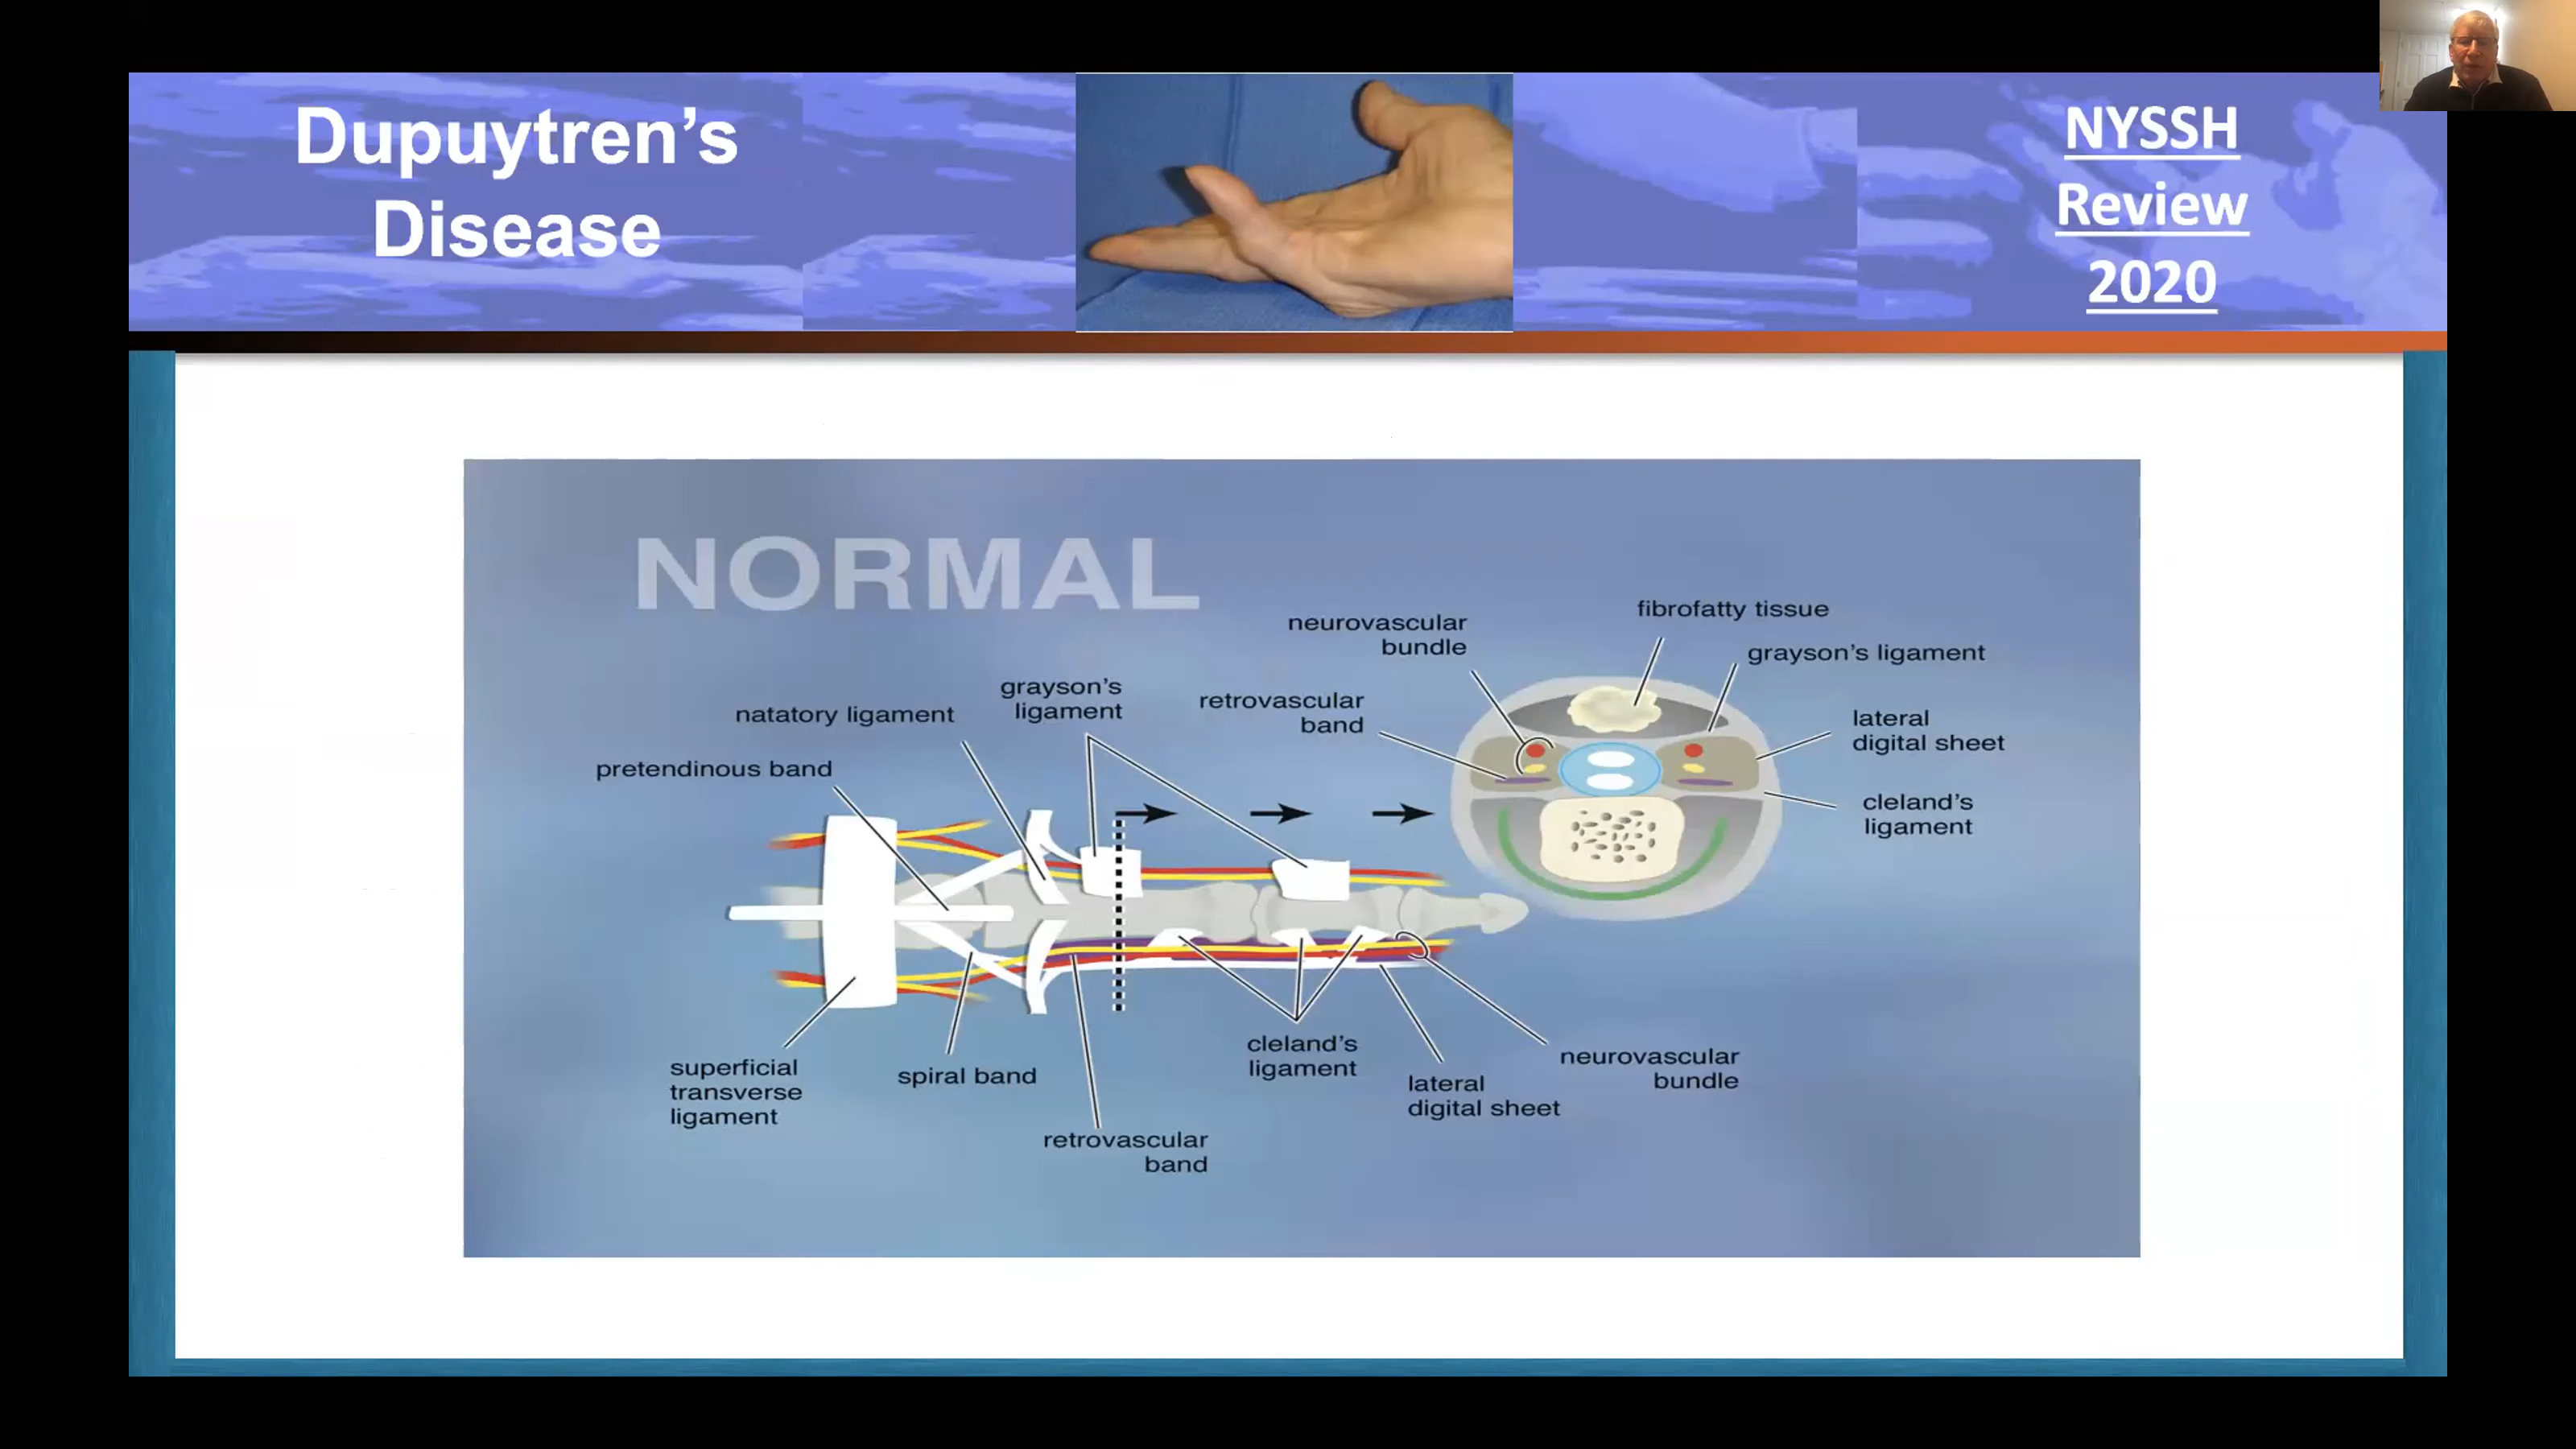 Dupuytren’s
Disease
NYSSH
Review
2020
NORMAL
neurovascular
bundle
fibrofatty tissue
grayson’s ligament
grayson’s
ligament
retrovascular
band
natatory ligament
lateral
digital sheet
pretendinous band
cleland’s
ligament
superficial
transverse
ligament
spiral band
retrovascular
band
cleland’s
ligament
lateral
digital sheet
neurovascular
bundle